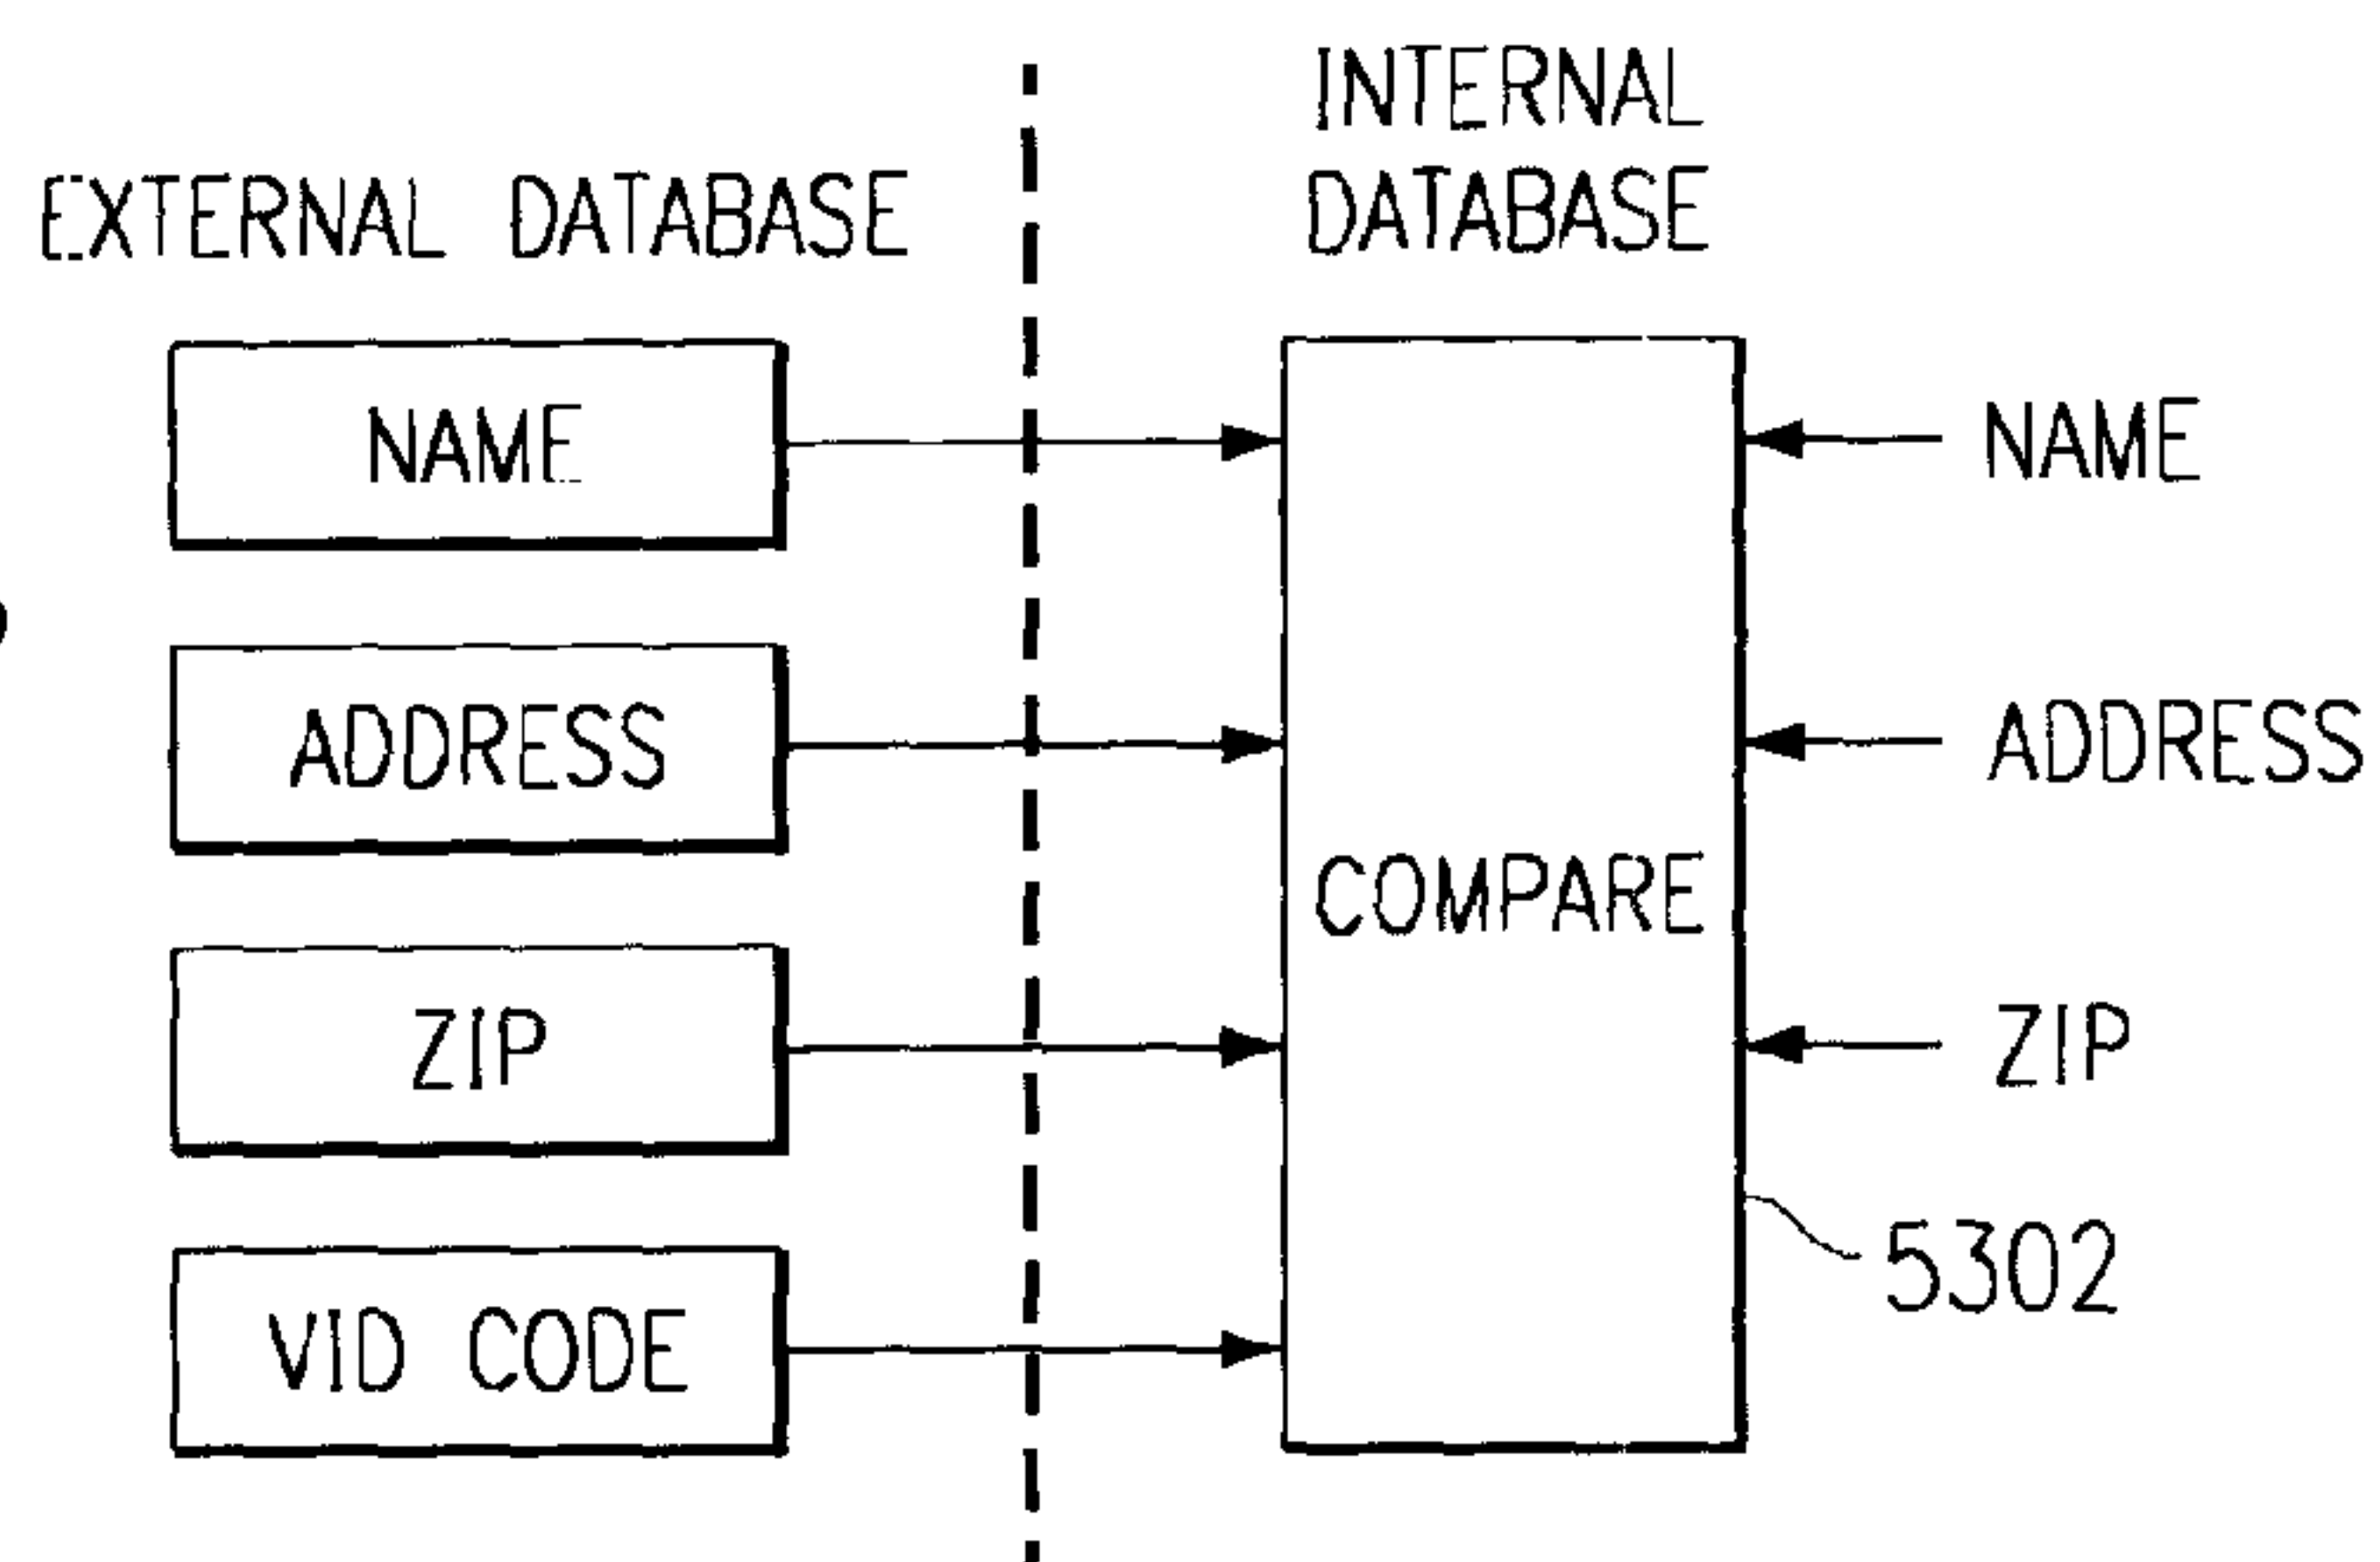 EXTERNAL DATABASE
INTERNAL
DATABASE
NAME
ADDRESS
ZIP
VID CODE
COMPARE
NAME
ADDRESS
ZIP
5302